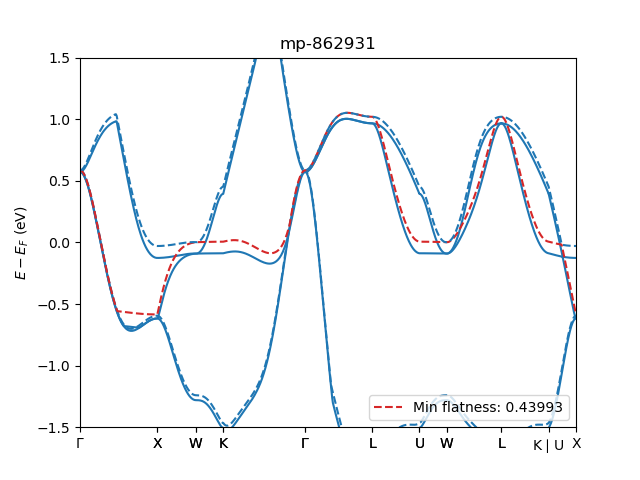 mp-862931
E − E_F (eV)
1.5
1.0
0.5
0.0
−0.5
−1.0
−1.5
Min flatness: 0.43993
Γ X W K Γ L U W L K | U X